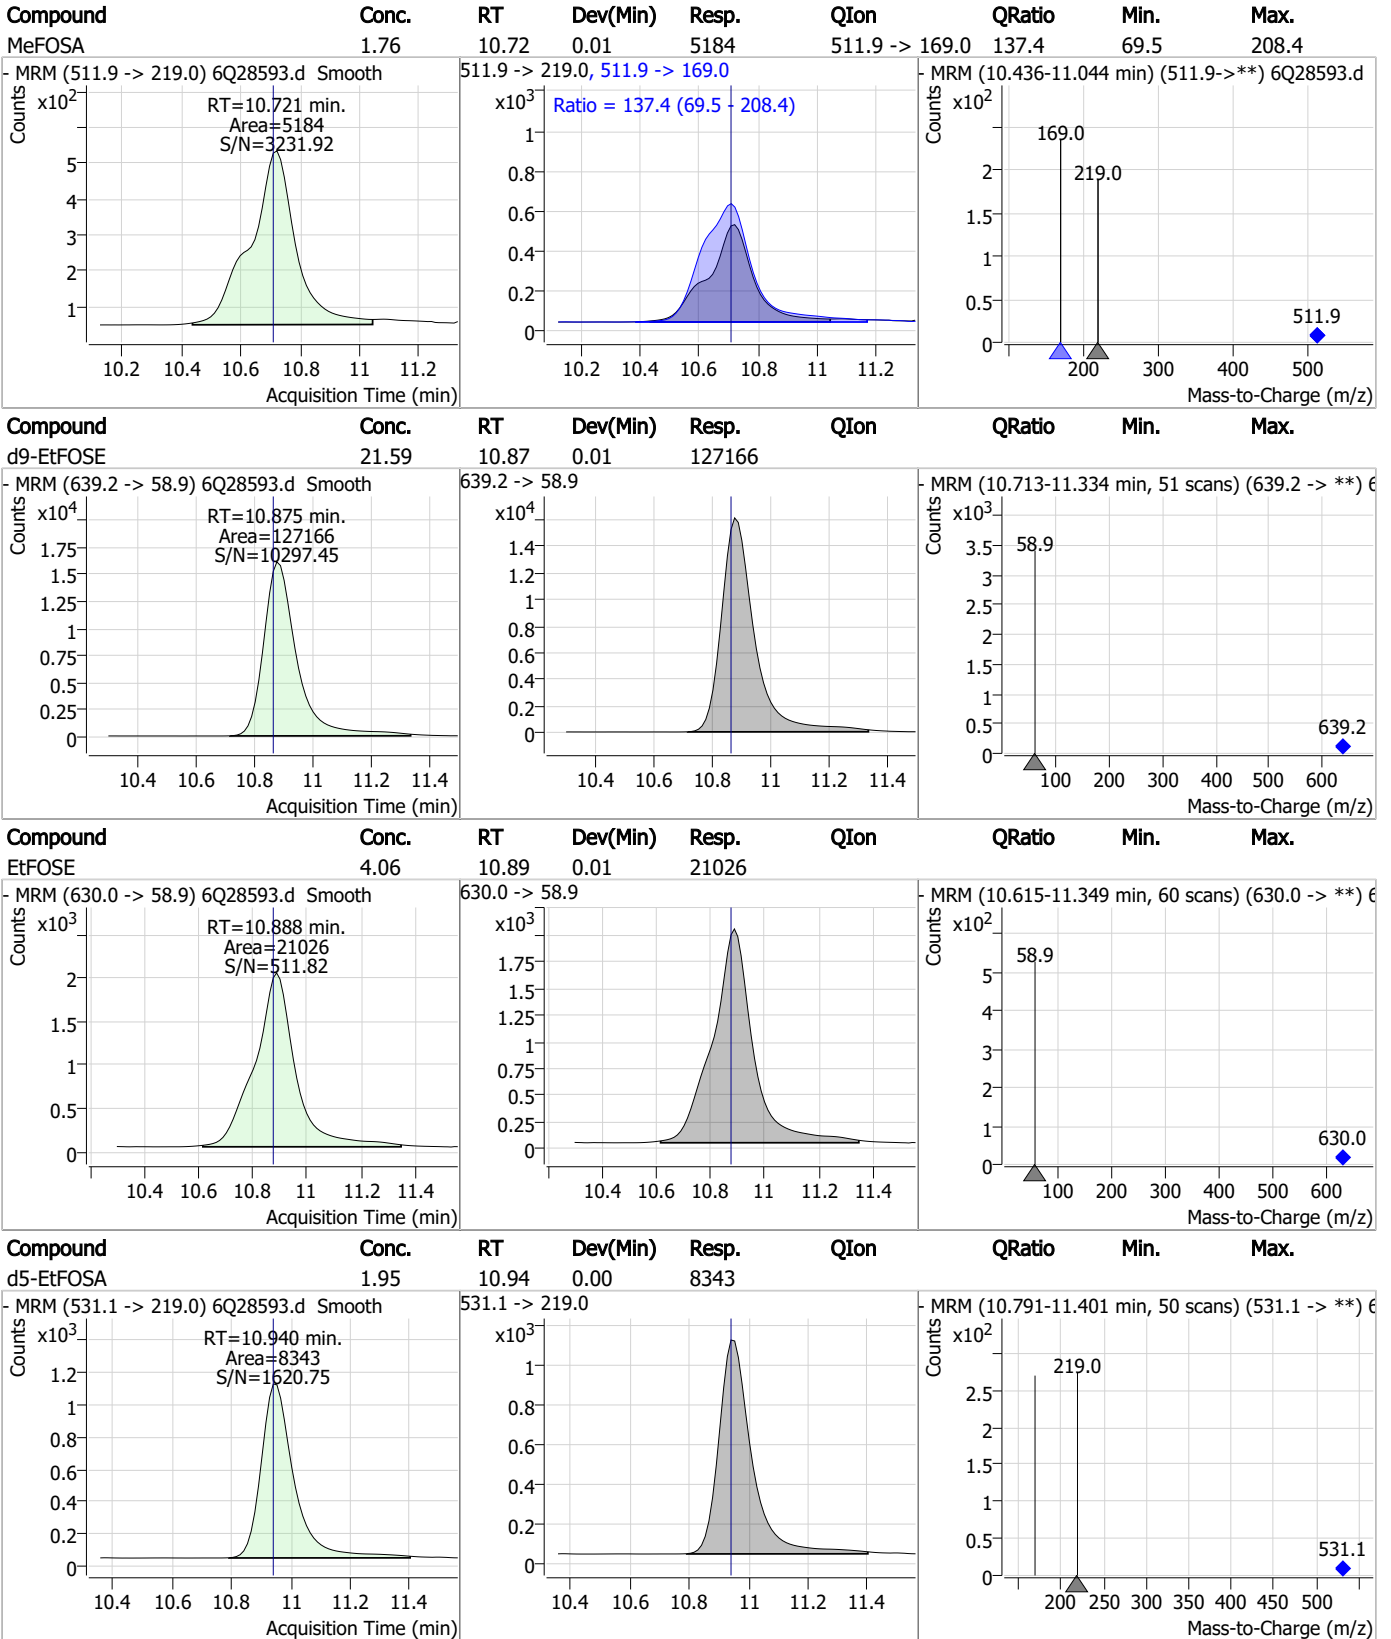 Compound Conc. RT Dev(Min) Resp. QIon QRatio Min. Max.
MeFOSA 1.76 10.72 0.01 5184 511.9 -> 169.0 137.4 69.5 208.4
- MRM (511.9 -> 219.0) 6Q28593.d Smooth
Counts
x10²
RT=10.721 min.
Area=5184
S/N=3231.92
5
4
3
2
1
10.2 10.4 10.6 10.8 11 11.2
Acquisition Time (min)
511.9 -> 219.0, 511.9 -> 169.0
x10³
Ratio = 137.4 (69.5 - 208.4)
1
0.8
0.6
0.4
0.2
0
10.2 10.4 10.6 10.8 11 11.2
- MRM (10.436-11.044 min) (511.9->**) 6Q28593.d
Counts
x10²
169.0
219.0
2
1.5
1
0.5
0
511.9
200 300 400 500
Mass-to-Charge (m/z)
Compound Conc. RT Dev(Min) Resp. QIon QRatio Min. Max.
d9-EtFOSE 21.59 10.87 0.01 127166
- MRM (639.2 -> 58.9) 6Q28593.d Smooth
Counts
x10⁴
RT=10.875 min.
Area=127166
S/N=10297.45
1.75
1.5
1.25
1
0.75
0.5
0.25
0
10.4 10.6 10.8 11 11.2 11.4
Acquisition Time (min)
639.2 -> 58.9
x10⁴
1.4
1.2
1
0.8
0.6
0.4
0.2
0
10.4 10.6 10.8 11 11.2 11.4
- MRM (10.713-11.334 min, 51 scans) (639.2 -> **) 6
Counts
x10³
58.9
3.5
3
2.5
2
1.5
1
0.5
0
639.2
100 200 300 400 500 600
Mass-to-Charge (m/z)
Compound Conc. RT Dev(Min) Resp. QIon QRatio Min. Max.
EtFOSE 4.06 10.89 0.01 21026
- MRM (630.0 -> 58.9) 6Q28593.d Smooth
Counts
x10³
RT=10.888 min.
Area=21026
S/N=511.82
2
1.5
1
0.5
0
10.4 10.6 10.8 11 11.2 11.4
Acquisition Time (min)
630.0 -> 58.9
x10³
1.75
1.5
1.25
1
0.75
0.5
0.25
0
10.4 10.6 10.8 11 11.2 11.4
- MRM (10.615-11.349 min, 60 scans) (630.0 -> **) 6
Counts
x10²
58.9
5
4
3
2
1
0
630.0
100 200 300 400 500 600
Mass-to-Charge (m/z)
Compound Conc. RT Dev(Min) Resp. QIon QRatio Min. Max.
d5-EtFOSA 1.95 10.94 0.00 8343
- MRM (531.1 -> 219.0) 6Q28593.d Smooth
Counts
x10³
RT=10.940 min.
Area=8343
S/N=1620.75
1.2
1
0.8
0.6
0.4
0.2
0
10.4 10.6 10.8 11 11.2 11.4
Acquisition Time (min)
531.1 -> 219.0
x10³
1
0.8
0.6
0.4
0.2
0
10.4 10.6 10.8 11 11.2 11.4
- MRM (10.791-11.401 min, 50 scans) (531.1 -> **) 6
Counts
x10²
219.0
2.5
2
1.5
1
0.5
0
531.1
200 250 300 350 400 450 500
Mass-to-Charge (m/z)